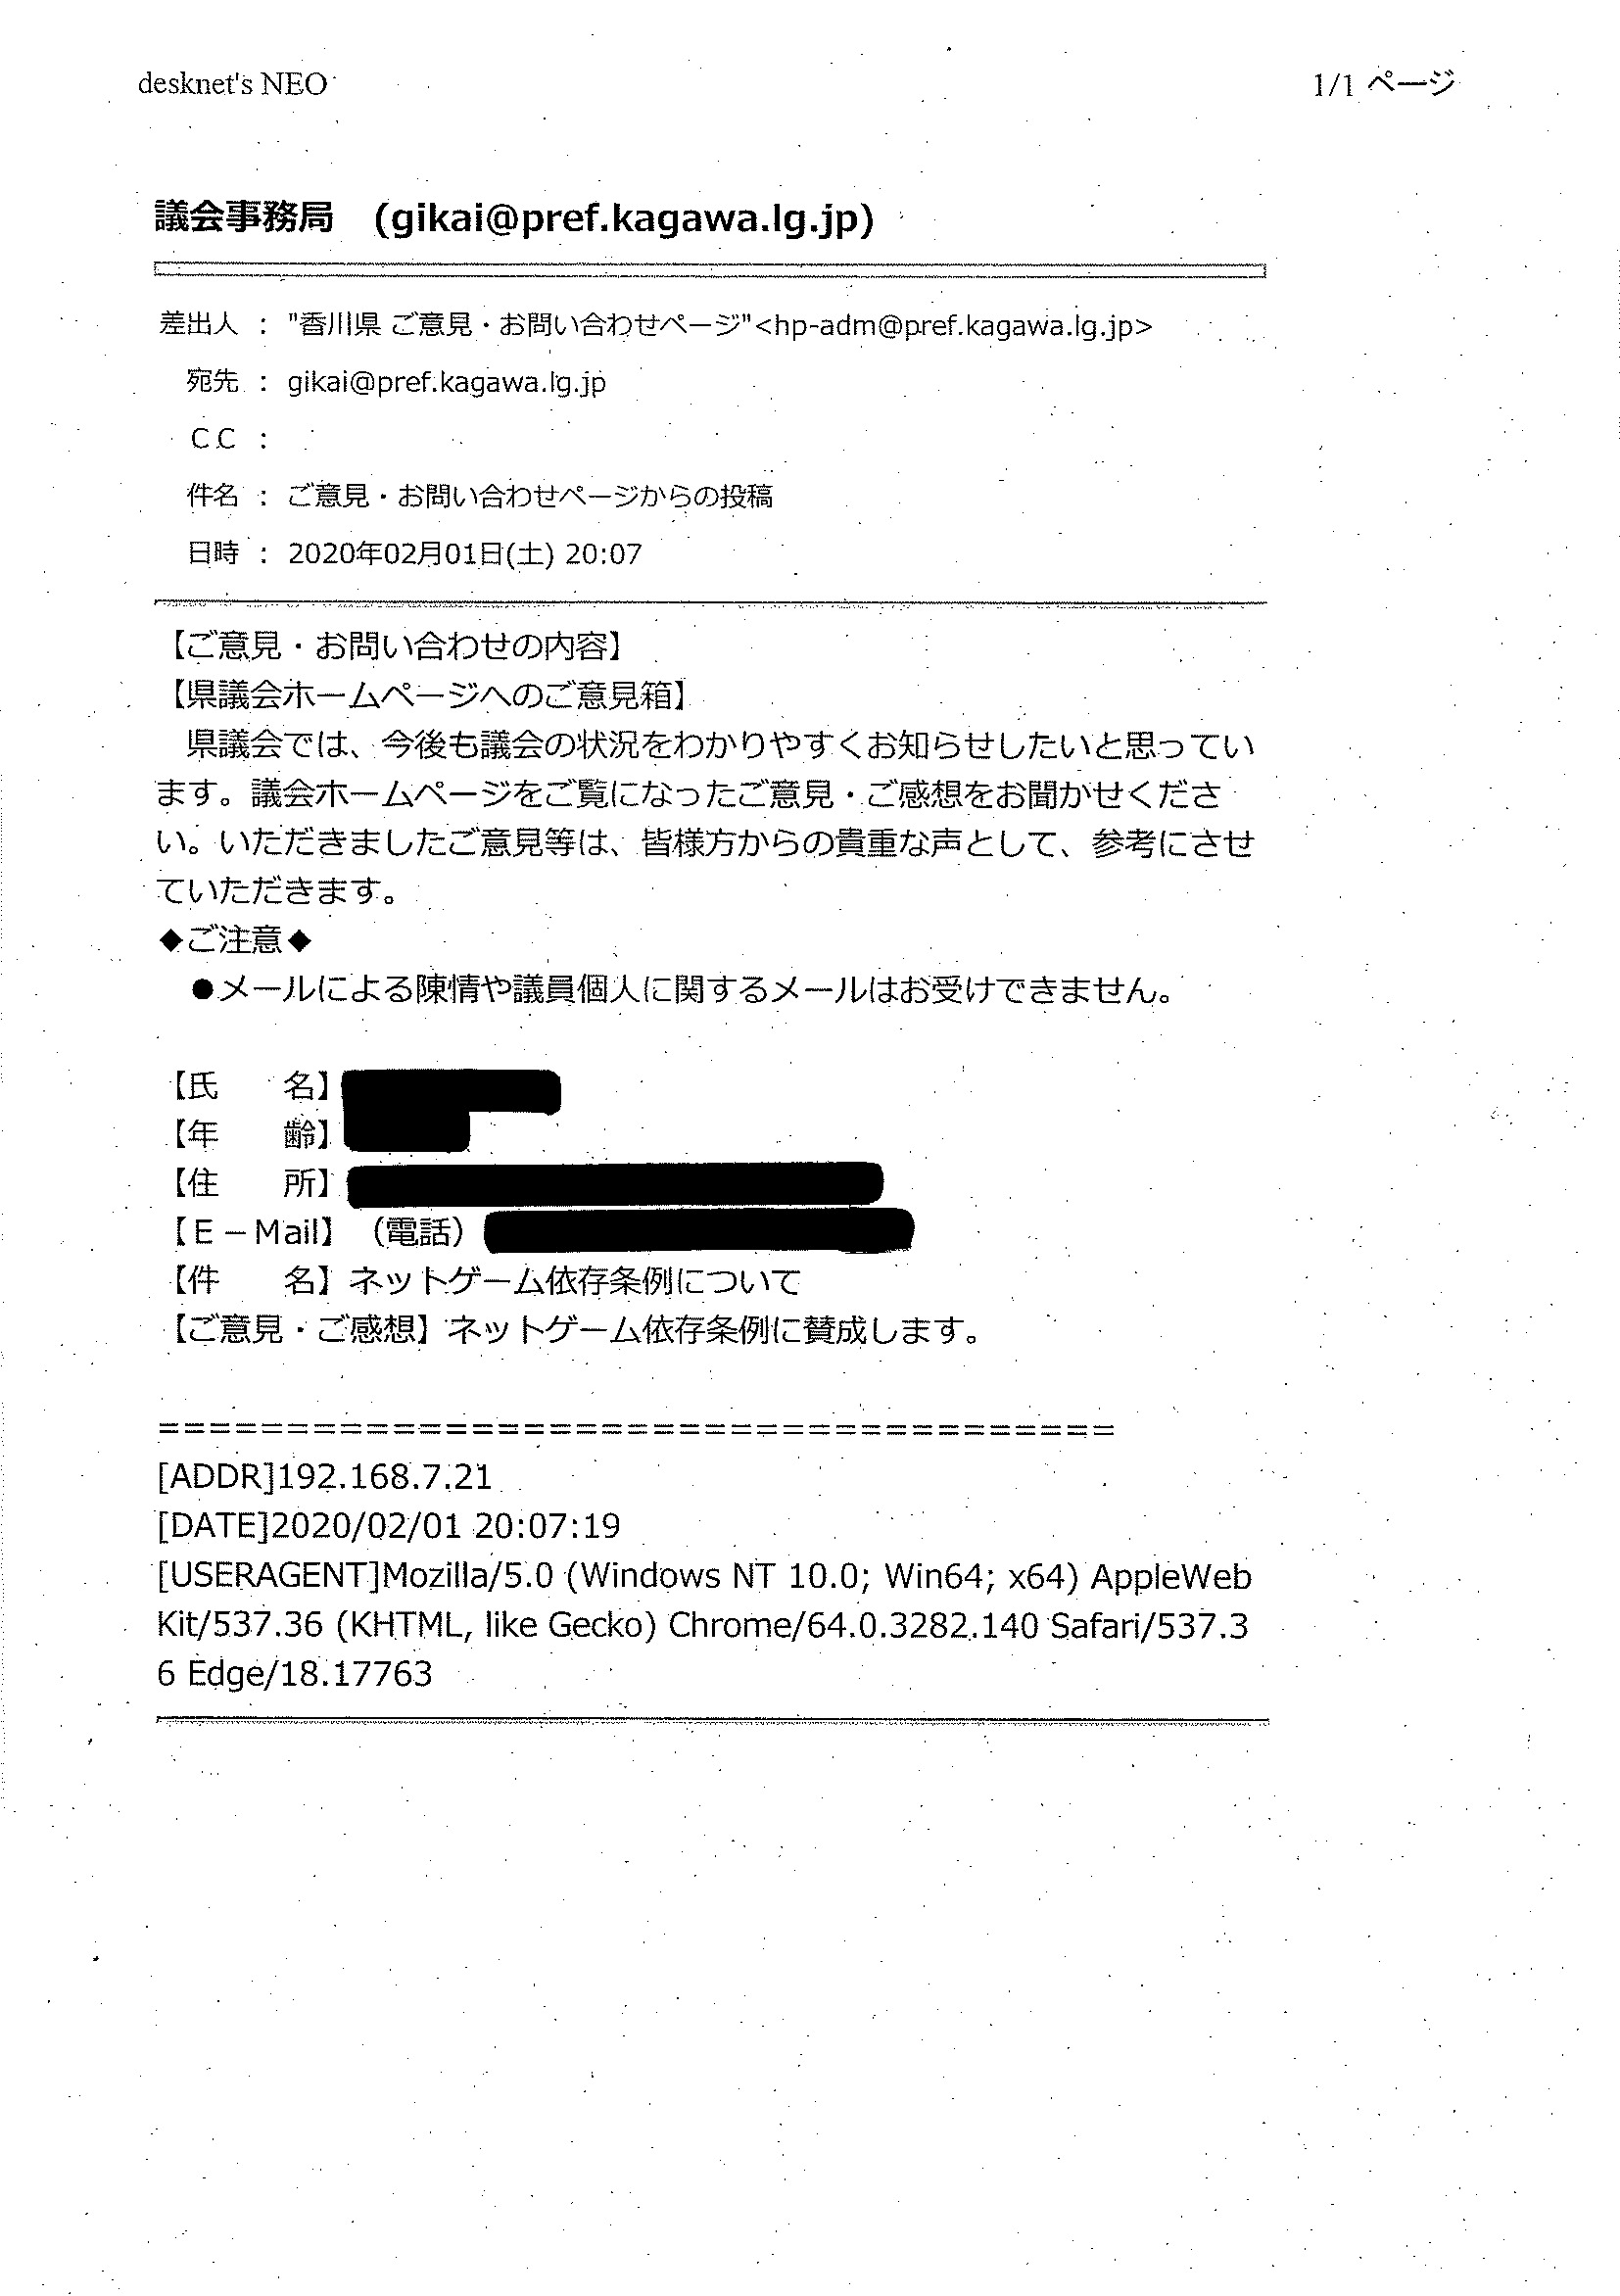 desknet's NEO
1/1 ページ
議会事務局　(gikai@pref.kagawa.lg.jp)
差出人 : "香川県 ご意見・お問い合わせページ"<hp-adm@pref.kagawa.lg.jp>
宛先 : gikai@pref.kagawa.lg.jp
CC :
件名 : ご意見・お問い合わせページからの投稿
日時 : 2020年02月01日(土) 20:07
【ご意見・お問い合わせの内容】
【県議会ホームページへのご意見箱】
　県議会では、今後も議会の状況をわかりやすくお知らせしたいと思ってい
ます。議会ホームページをご覧になったご意見・ご感想をお聞かせくださ
い。いただきましたご意見等は、皆様方からの貴重な声として、参考にさせ
ていただきます。
◆ご注意◆
　●メールによる陳情や議員個人に関するメールはお受けできません。
【氏　　名】
【年　　齢】
【住　　所】
【E－Mail】（電話）
【件　　名】ネットゲーム依存条例について
【ご意見・ご感想】ネットゲーム依存条例に賛成します。
=====================================
[ADDR]192.168.7.21
[DATE]2020/02/01 20:07:19
[USERAGENT]Mozilla/5.0 (Windows NT 10.0; Win64; x64) AppleWeb
Kit/537.36 (KHTML, like Gecko) Chrome/64.0.3282.140 Safari/537.3
6 Edge/18.17763